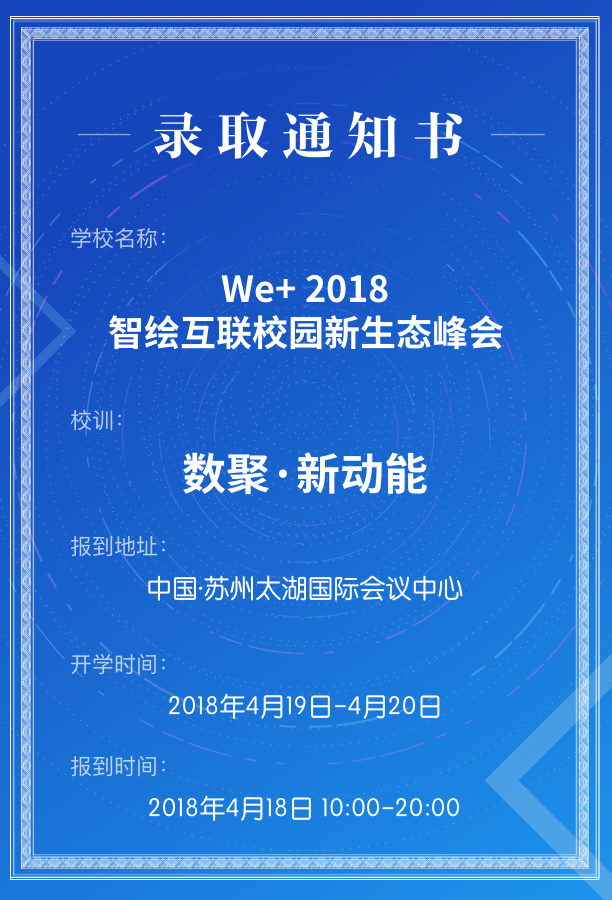 录取通知书
学校名称：
We+ 2018
智绘互联校园新生态峰会
校训：
数聚·新动能
报到地址：
中国·苏州太湖国际会议中心
开学时间：
2018年4月19日-4月20日
报到时间：
2018年4月18日 10:00-20:00